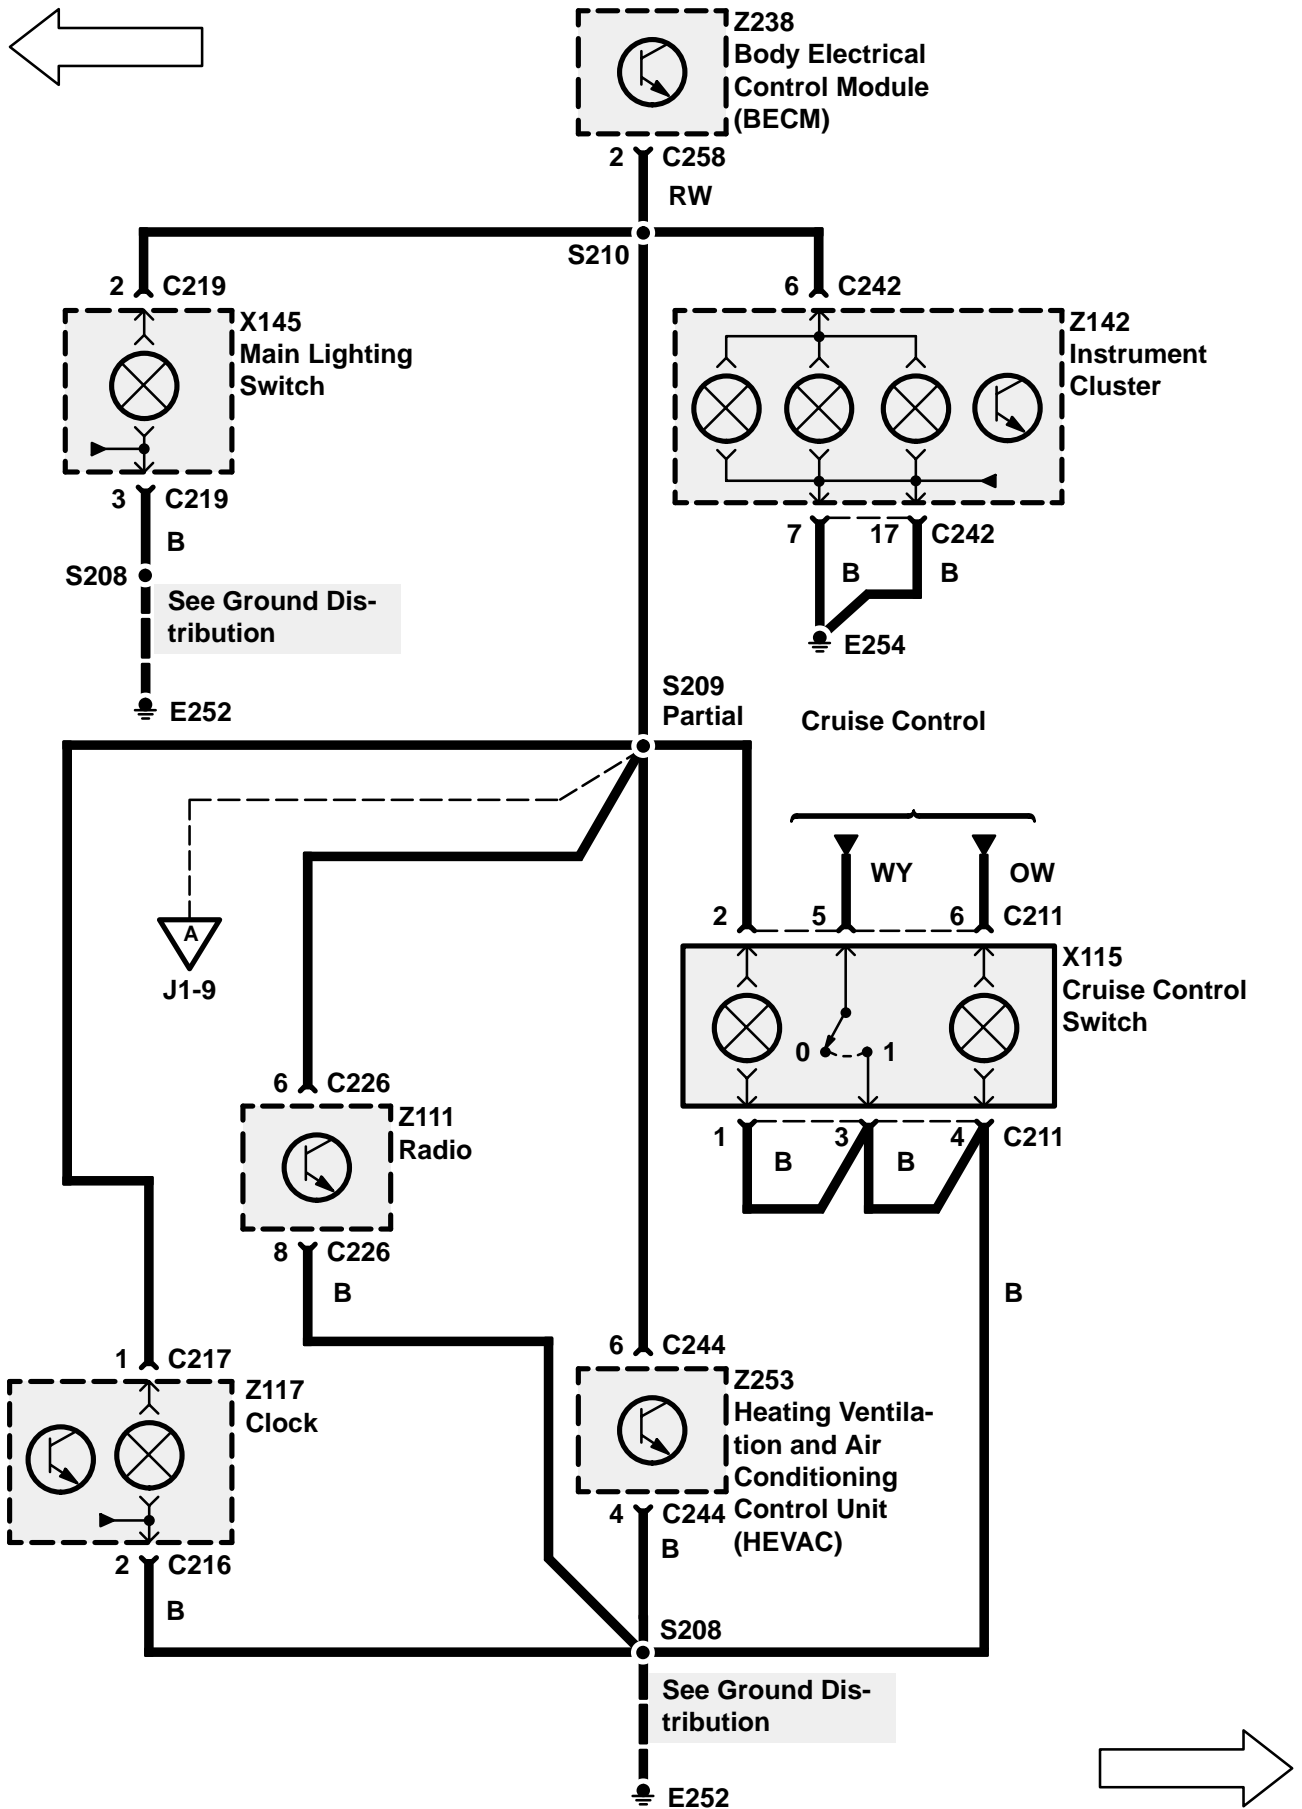 Z238
Body Electrical
Control Module
(BECM)
2 C258
RW
S210
2 C219
6 C242
X145
Main Lighting
Switch
Z142
Instrument
Cluster
3 C219
B
7 17 C242
B B
S208
See Ground Dis-
tribution
E254
E252
S209
Partial
Cruise Control
WY OW
2 5 6 C211
A
J1-9
X115
Cruise Control
Switch
0 1
6 C226
Z111
Radio
1 3 4 C211
B B
8 C226
B
B
1 C217
6 C244
Z117
Clock
Z253
Heating Ventila-
tion and Air
Conditioning
Control Unit
(HEVAC)
4 C244
B
2 C216
B
S208
See Ground Dis-
tribution
E252